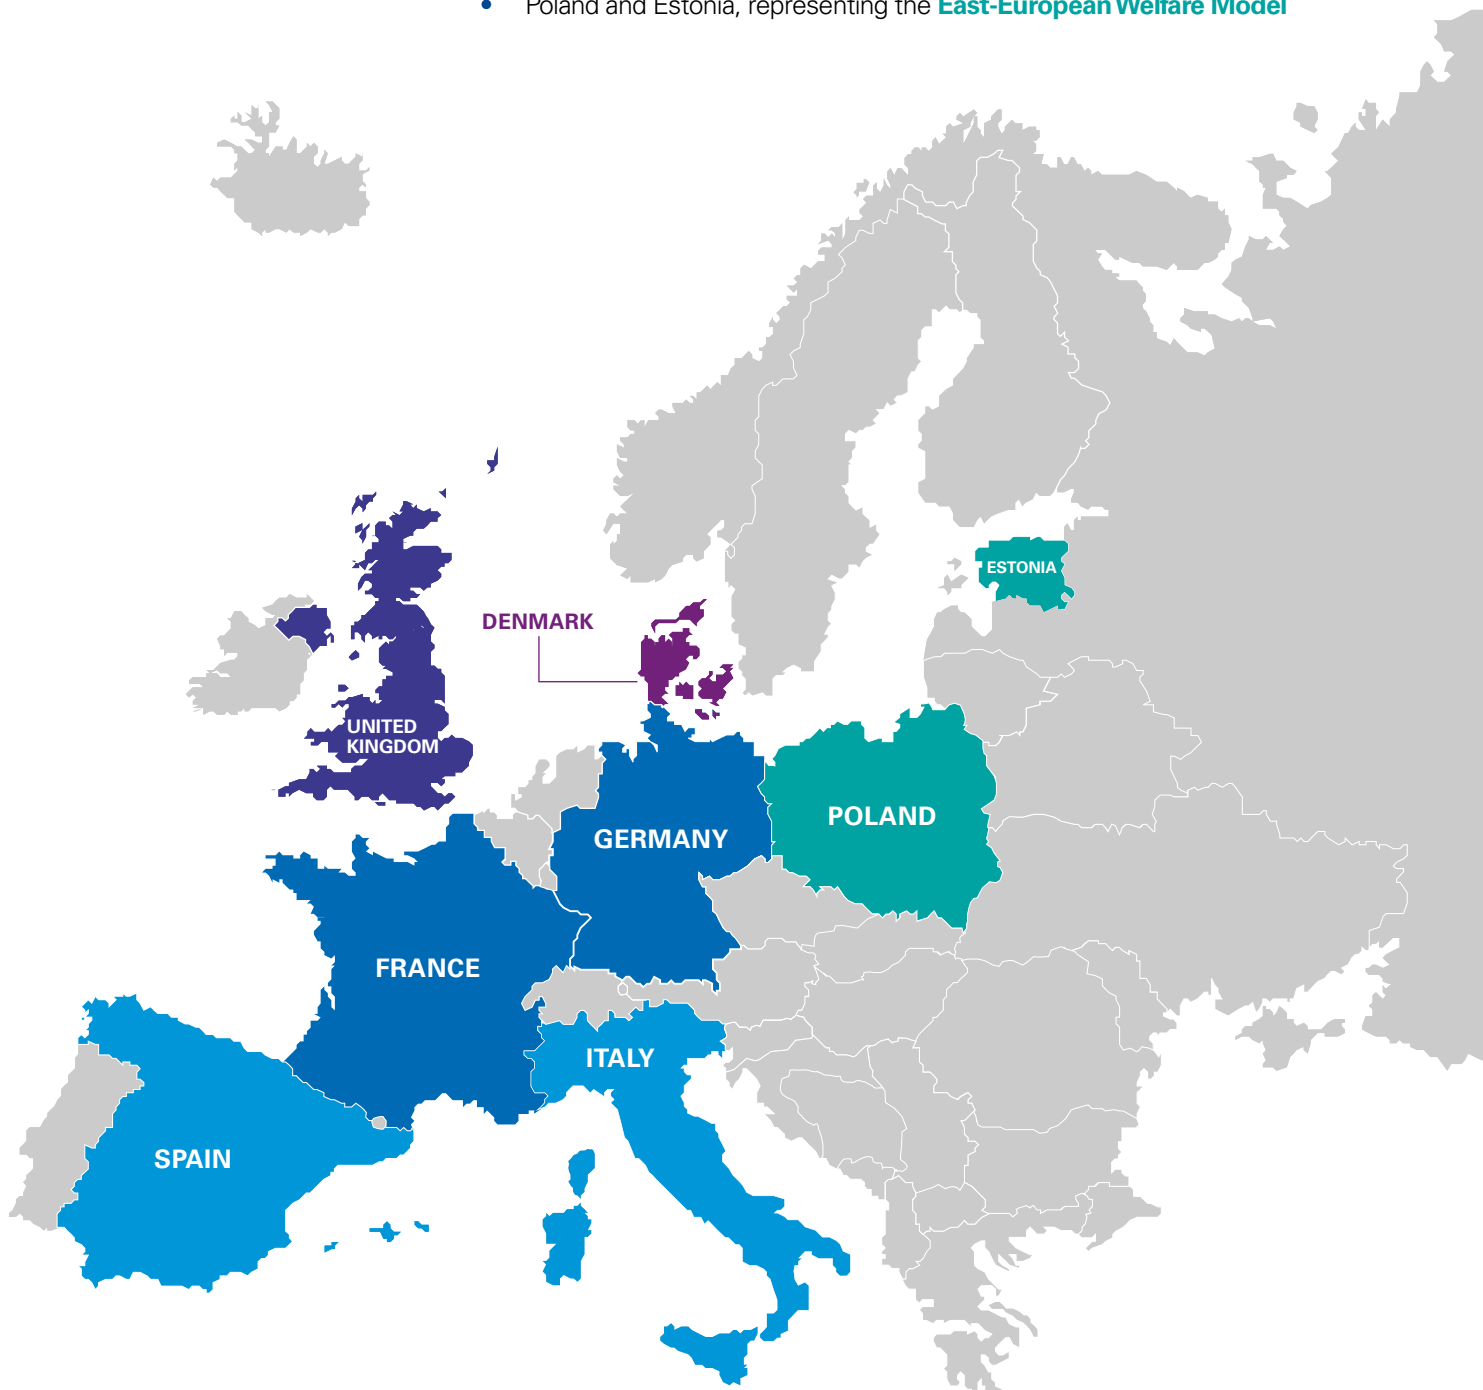 • Poland and Estonia, representing the East-European Welfare Model
ESTONIA
DENMARK
UNITED
KINGDOM
POLAND
GERMANY
FRANCE
ITALY
SPAIN